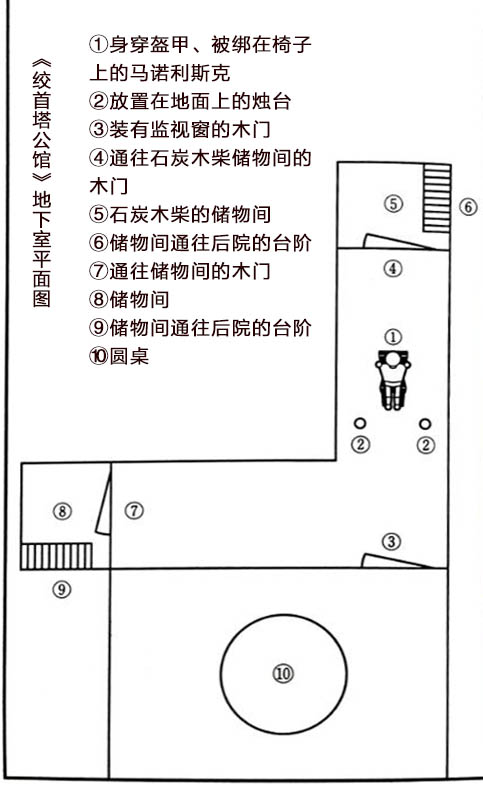 《绞首塔公馆》地下室平面图
①身穿盔甲、被绑在椅子
上的马诺利斯克
②放置在地面上的烛台
③装有监视窗的木门
④通往石炭木柴储物间的
木门
⑤石炭木柴的储物间
⑥储物间通往后院的台阶
⑦通往储物间的木门
⑧储物间
⑨储物间通往后院的台阶
⑩圆桌
⑤
⑥
④
①
②
②
⑧
⑦
③
⑨
⑩